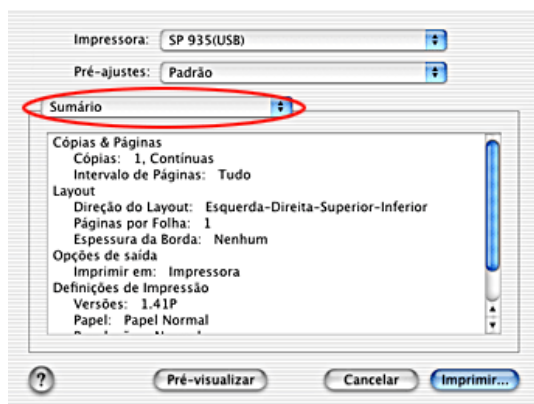 Impressora: SP 935(USB)
Pré-ajustes: Padrão
Sumário
Cópias & Páginas
Cópias: 1, Contínuas
Intervalo de Páginas: Tudo
Layout
Direção do Layout: Esquerda-Direita-Superior-Inferior
Páginas por Folha: 1
Espessura da Borda: Nenhum
Opções de saída
Imprimir em: Impressora
Definições de Impressão
Versões: 1.41P
Papel: Papel Normal
?
Pré-visualizar
Cancelar
Imprimir...